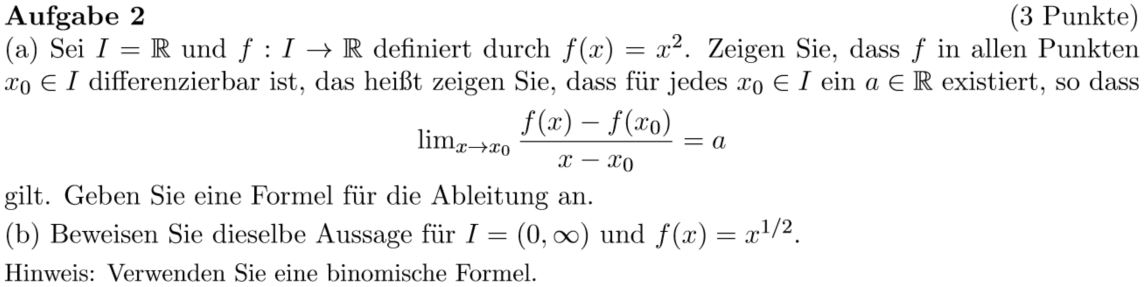 Aufgabe 2 (3 Punkte)
(a) Sei I = ℝ und f : I → ℝ definiert durch f(x) = x². Zeigen Sie, dass f in allen Punkten
x₀ ∈ I differenzierbar ist, das heißt zeigen Sie, dass für jedes x₀ ∈ I ein a ∈ ℝ existiert, so dass
lim_{x→x₀} \frac{f(x) − f(x₀)}{x − x₀} = a
gilt. Geben Sie eine Formel für die Ableitung an.
(b) Beweisen Sie dieselbe Aussage für I = (0, ∞) und f(x) = x^{1/2}.
Hinweis: Verwenden Sie eine binomische Formel.